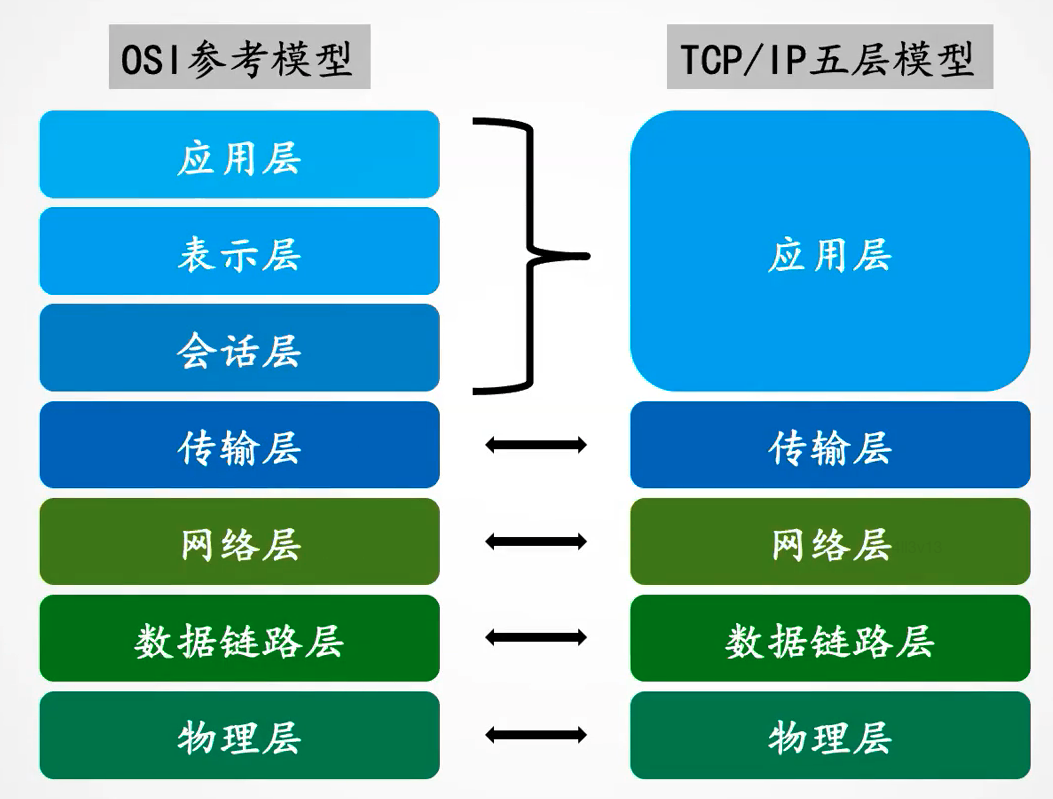 OSI参考模型
TCP/IP五层模型
应用层
表示层
会话层
传输层
网络层
数据链路层
物理层
应用层
传输层
网络层
数据链路层
物理层